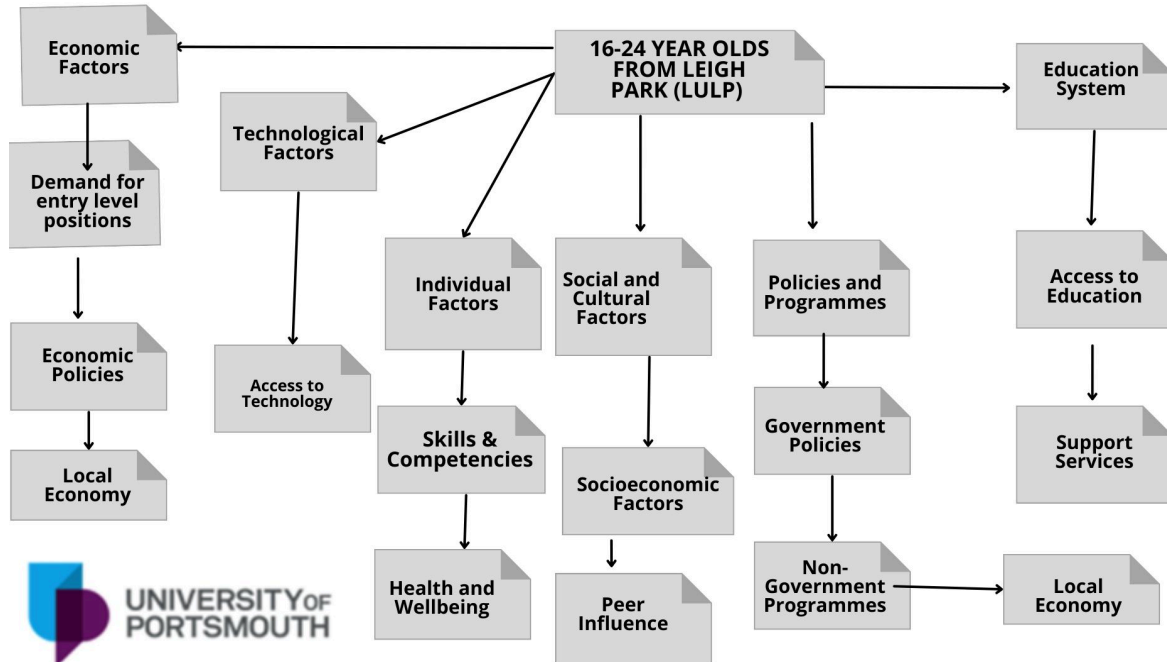 Economic
Factors
16-24 YEAR OLDS
FROM LEIGH
PARK (LULP)
Education
System
Technological
Factors
Demand for
entry level
positions
Individual
Factors
Social and
Cultural
Factors
Policies and
Programmes
Access to
Education
Economic
Policies
Access to
Technology
Skills &
Competencies
Government
Policies
Support
Services
Local
Economy
Socioeconomic
Factors
Health and
Wellbeing
Peer
Influence
Non-
Government
Programmes
Local
Economy
UNIVERSITY OF
PORTSMOUTH